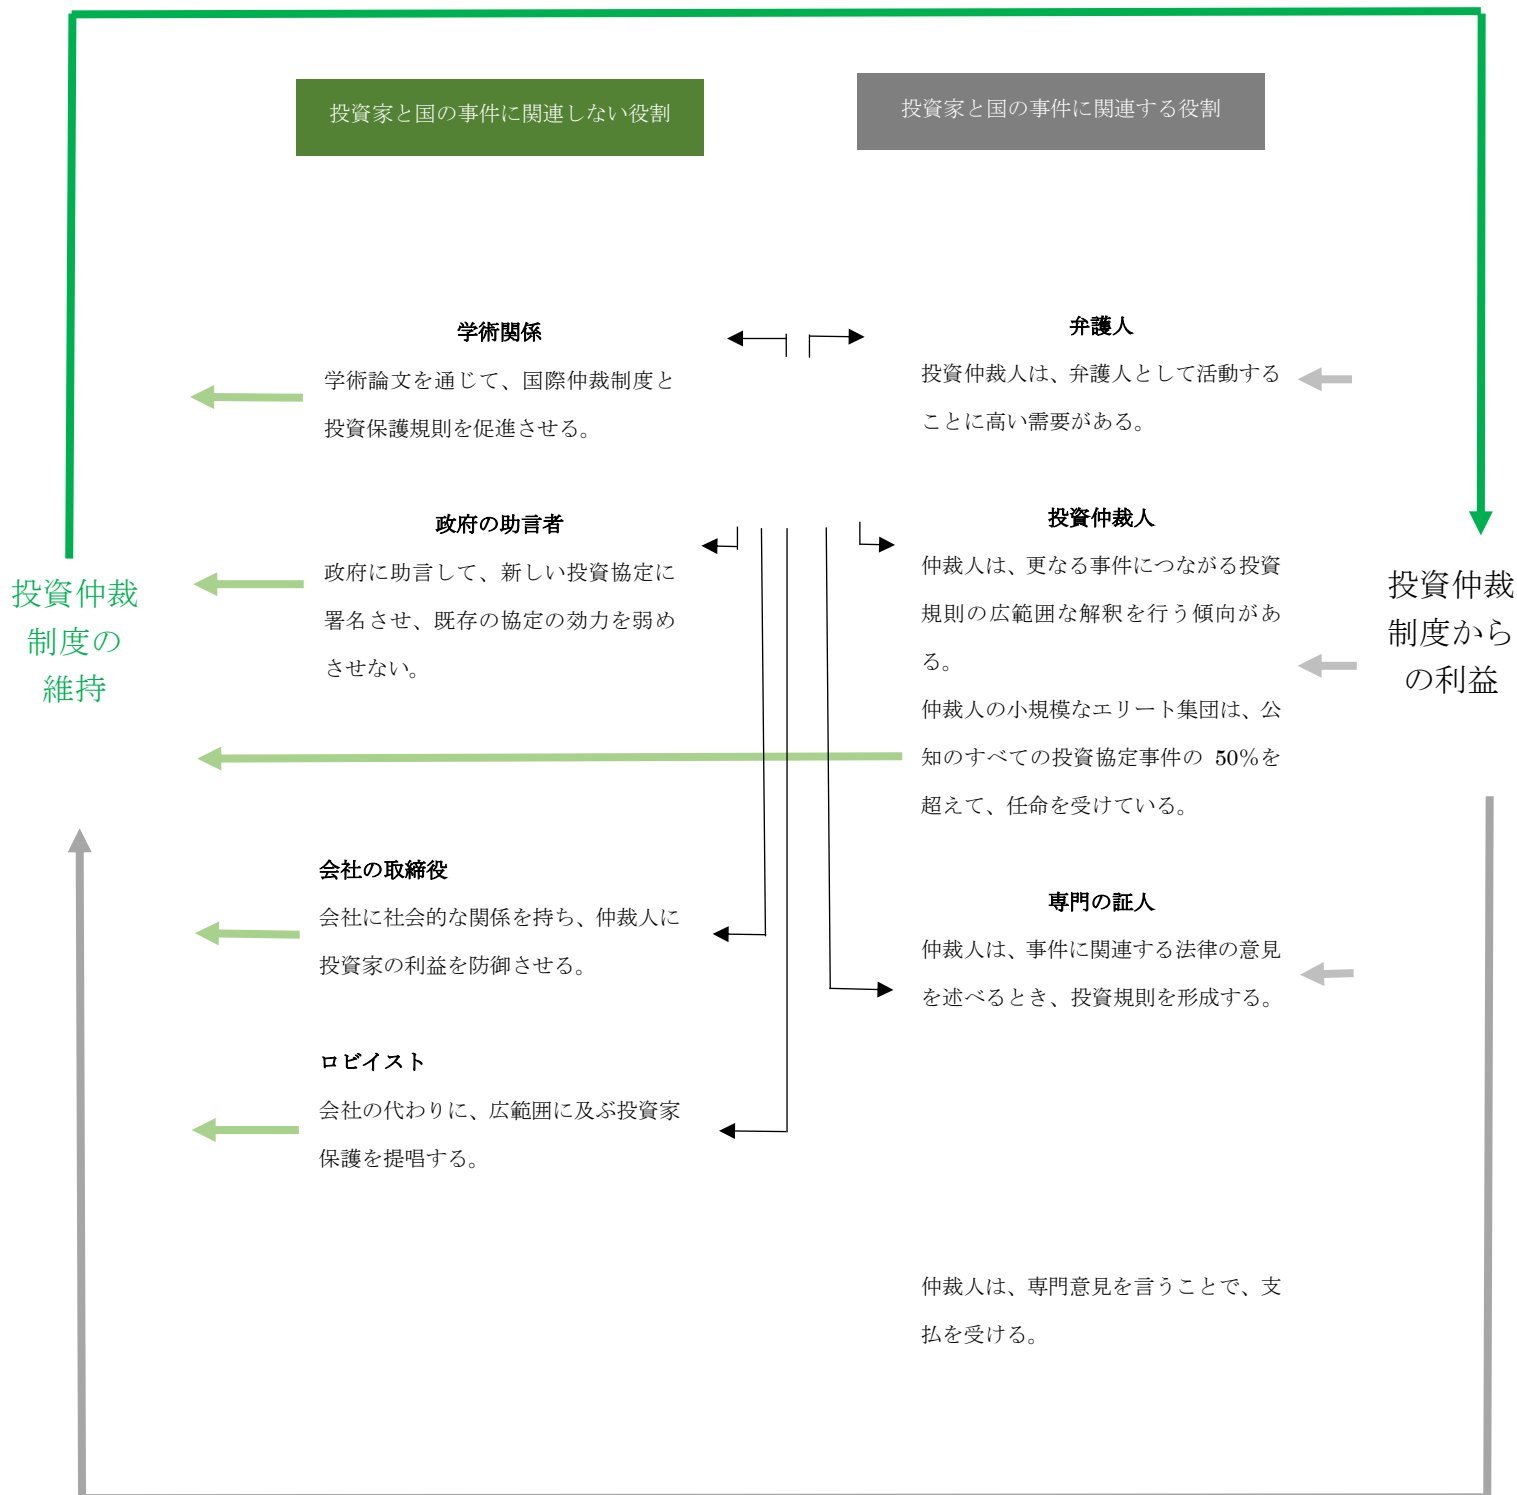 投資家と国の事件に関連しない役割
投資家と国の事件に関連する役割
投資仲裁
制度の
維持
学術関係
学術論文を通じて、国際仲裁制度と
投資保護規則を促進させる。
政府の助言者
政府に助言して、新しい投資協定に
署名させ、既存の協定の効力を弱め
させない。
会社の取締役
会社に社会的な関係を持ち、仲裁人に
投資家の利益を防御させる。
ロビイスト
会社の代わりに、広範囲に及ぶ投資家
保護を提唱する。
弁護人
投資仲裁人は、弁護人として活動する
ことに高い需要がある。
投資仲裁人
仲裁人は、更なる事件につながる投資
規則の広範囲な解釈を行う傾向があ
る。
仲裁人の小規模なエリート集団は、公
知のすべての投資協定事件の 50%を
超えて、任命を受けている。
専門の証人
仲裁人は、事件に関連する法律の意見
を述べるとき、投資規則を形成する。
仲裁人は、専門意見を言うことで、支
払を受ける。
投資仲裁
制度から
の利益